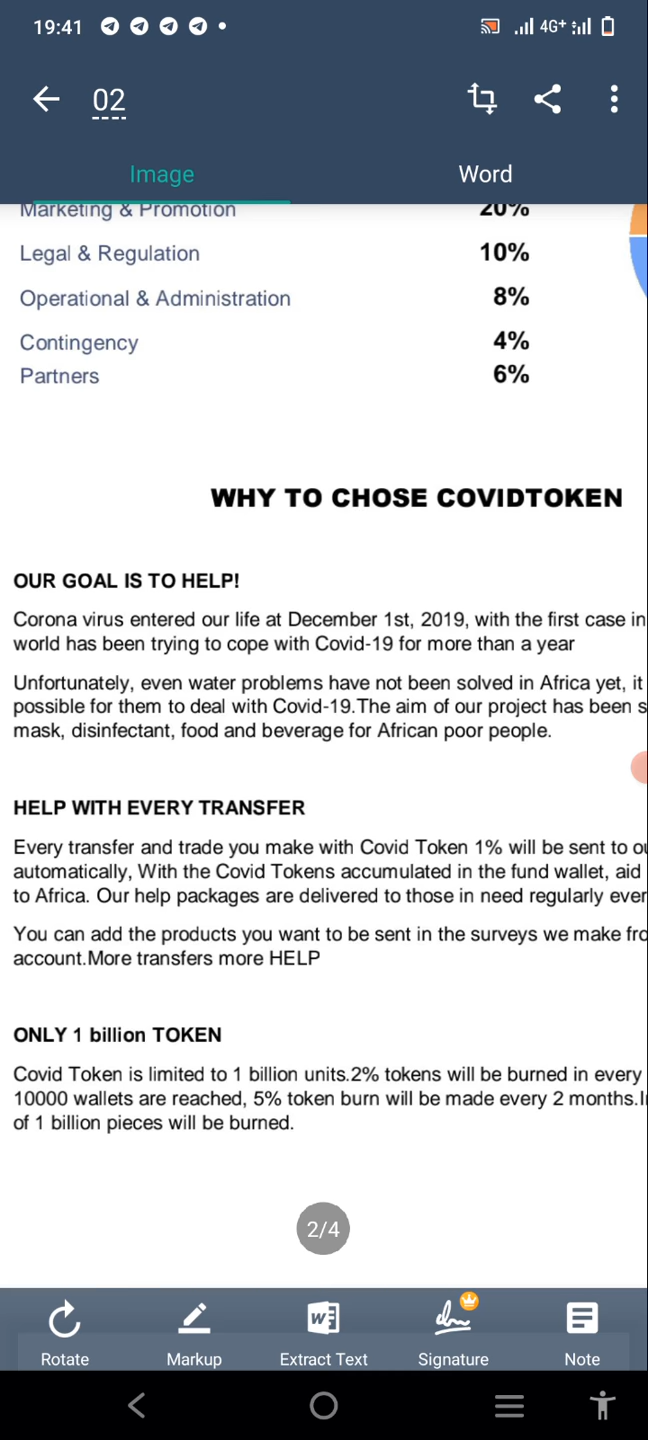 19:41
4G+
02
Image Word
Marketing & Promotion 20%
Legal & Regulation 10%
Operational & Administration 8%
Contingency 4%
Partners 6%
WHY TO CHOSE COVIDTOKEN
OUR GOAL IS TO HELP!
Corona virus entered our life at December 1st, 2019, with the first case in
world has been trying to cope with Covid-19 for more than a year
Unfortunately, even water problems have not been solved in Africa yet, it
possible for them to deal with Covid-19.The aim of our project has been s
mask, disinfectant, food and beverage for African poor people.
HELP WITH EVERY TRANSFER
Every transfer and trade you make with Covid Token 1% will be sent to ou
automatically, With the Covid Tokens accumulated in the fund wallet, aid
to Africa. Our help packages are delivered to those in need regularly ever
You can add the products you want to be sent in the surveys we make fro
account.More transfers more HELP
ONLY 1 billion TOKEN
Covid Token is limited to 1 billion units.2% tokens will be burned in every
10000 wallets are reached, 5% token burn will be made every 2 months.I
of 1 billion pieces will be burned.
2/4
Rotate Markup Extract Text Signature Note